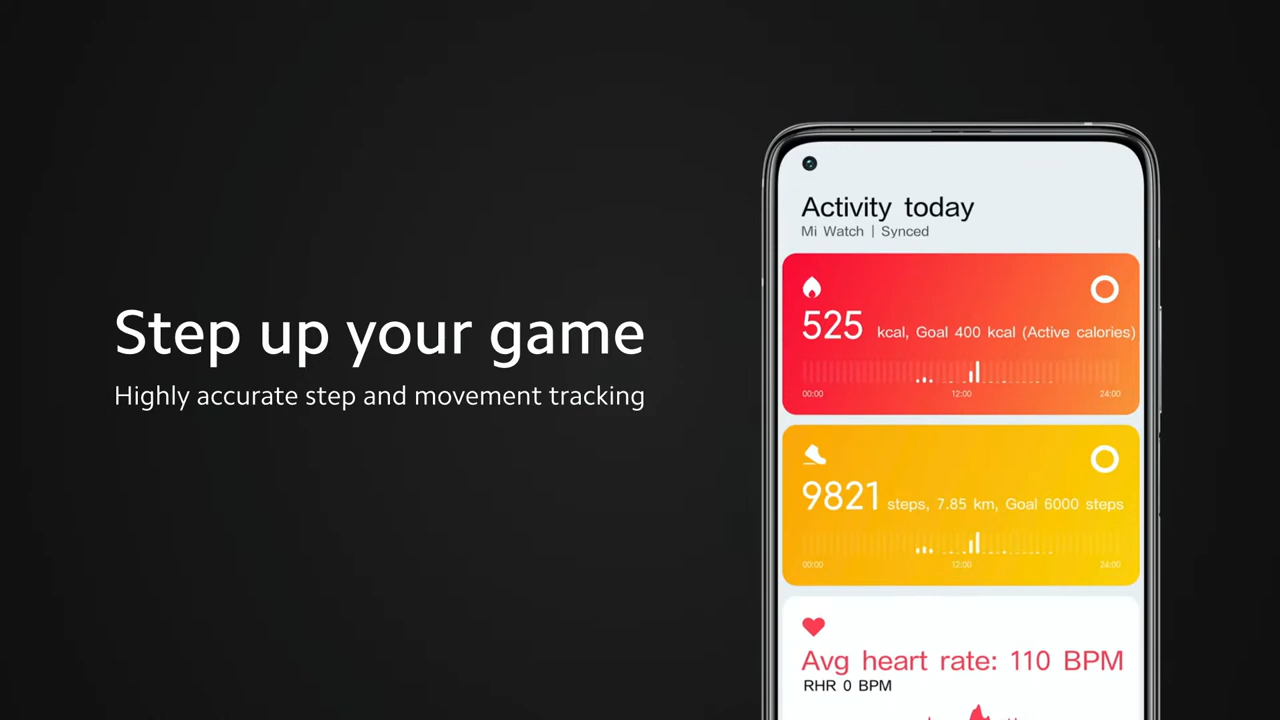 Step up your game
Highly accurate step and movement tracking
Activity today
Mi Watch | Synced
525 kcal, Goal 400 kcal (Active calories)
00:00 12:00 24:00
9821 steps, 7.85 km, Goal 6000 steps
00:00 12:00 24:00
Avg heart rate: 110 BPM
RHR 0 BPM